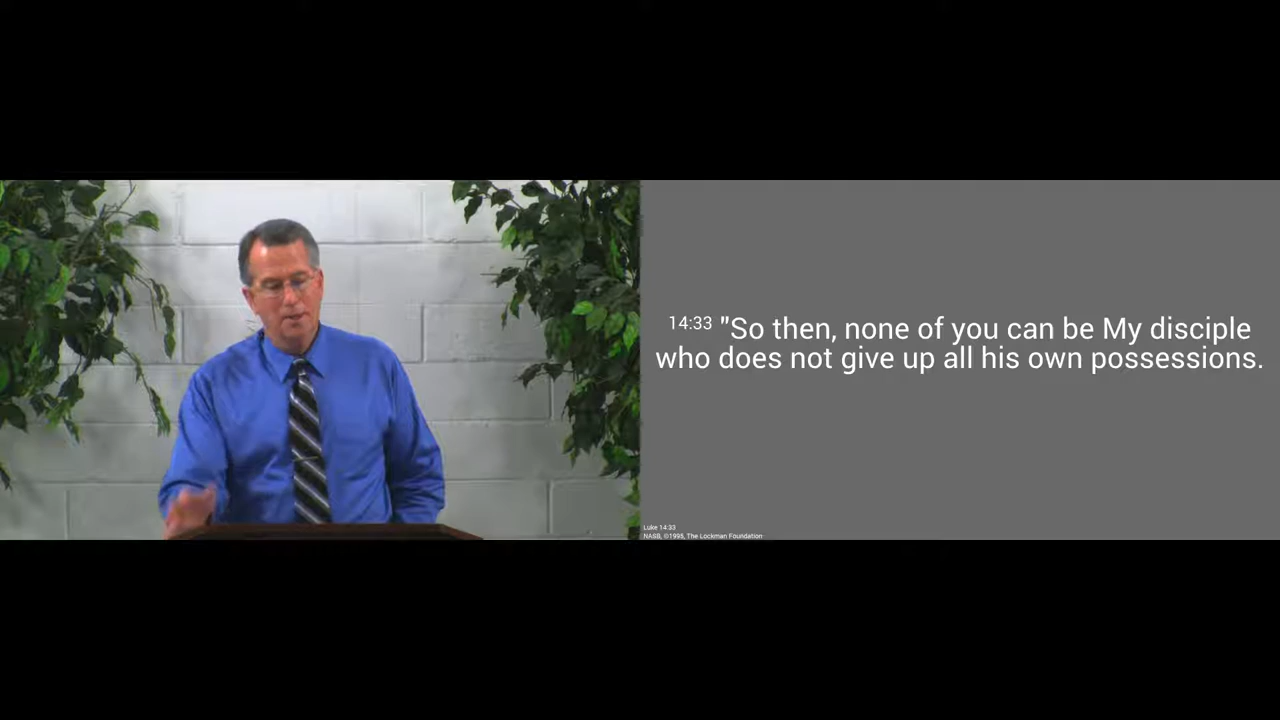 14:33 "So then, none of you can be My disciple
who does not give up all his own possessions.
Luke 14:33
NASB, ©1995, The Lockman Foundation